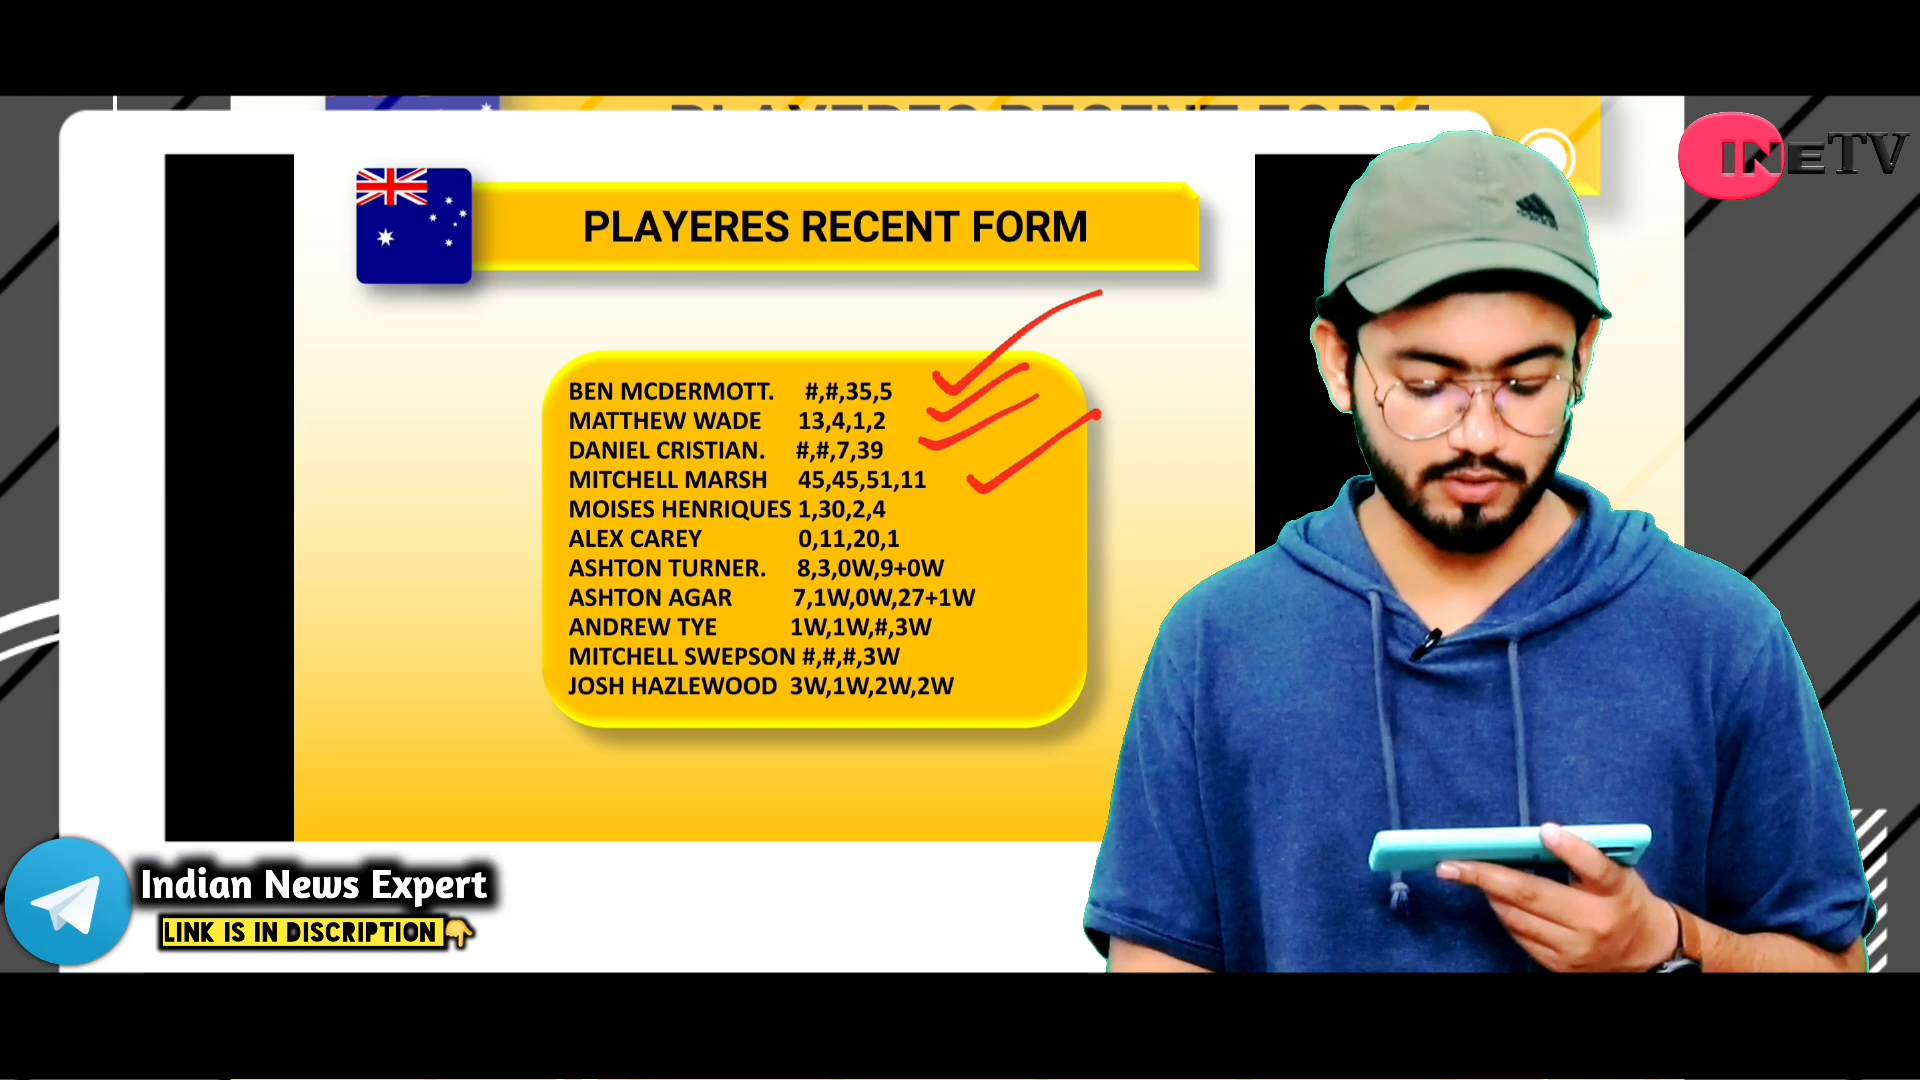 PLAYERES RECENT FORM
INETV
PLAYERES RECENT FORM
BEN MCDERMOTT. #,#,35,5
MATTHEW WADE 13,4,1,2
DANIEL CRISTIAN. #,#,7,39
MITCHELL MARSH 45,45,51,11
MOISES HENRIQUES 1,30,2,4
ALEX CAREY 0,11,20,1
ASHTON TURNER. 8,3,0W,9+0W
ASHTON AGAR 7,1W,0W,27+1W
ANDREW TYE 1W,1W,#,3W
MITCHELL SWEPSON #,#,#,3W
JOSH HAZLEWOOD 3W,1W,2W,2W
Indian News Expert
LINK IS IN DISCRIPTION